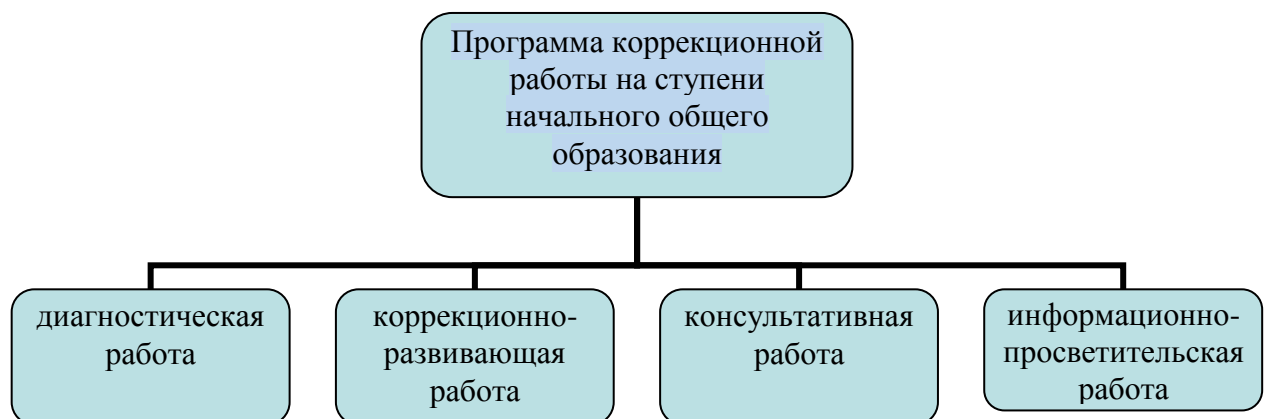 Программа коррекционной
работы на ступени
начального общего
образования
диагностическая
работа
коррекционно-
развивающая
работа
консультативная
работа
информационно-
просветительская
работа